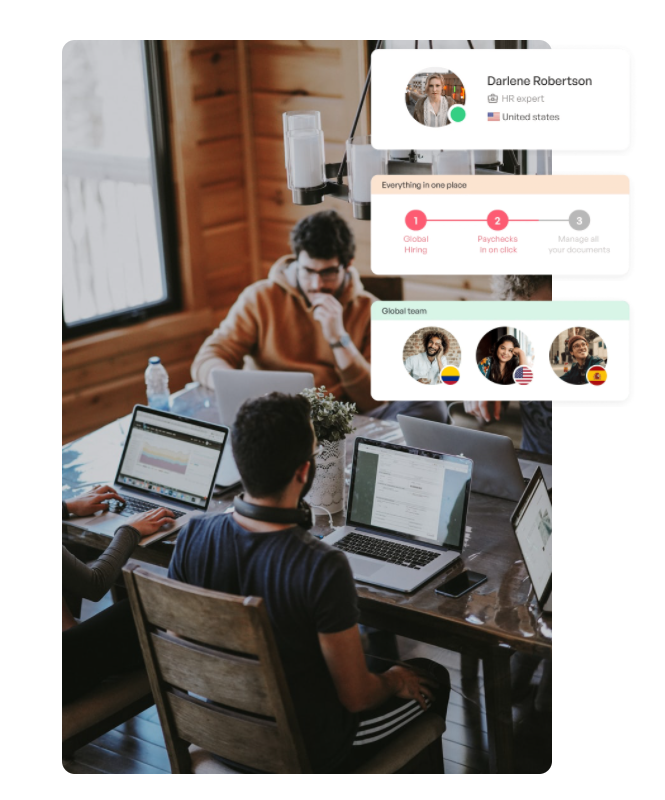 Darlene Robertson
HR expert
United states
Everything in one place
1
2
3
Global
Hiring
Paychecks
in on click
Manage all
your dcouments
Global team